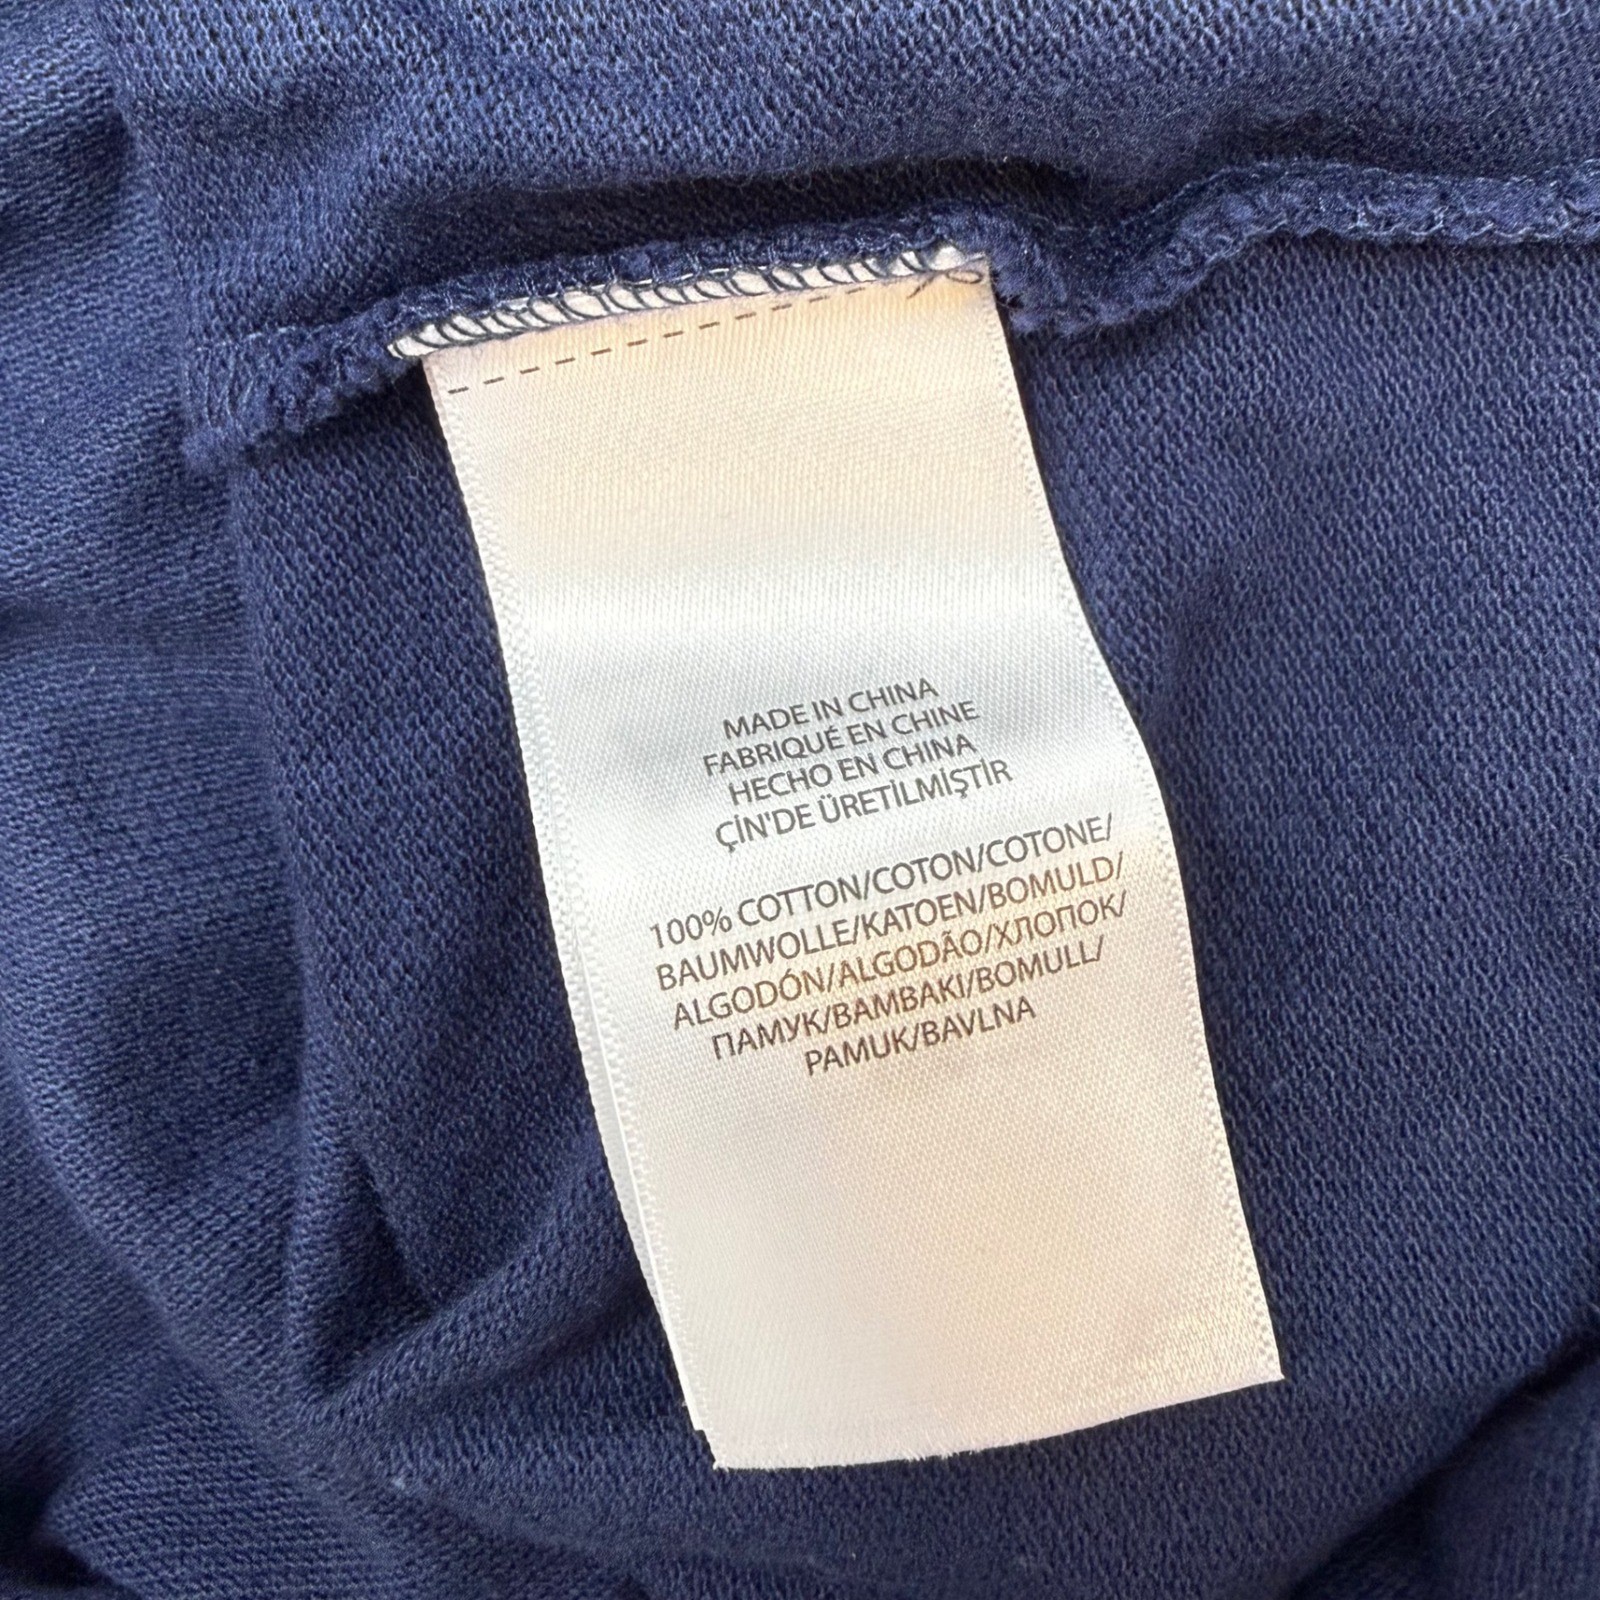 MADE IN CHINA
FABRIQUÉ EN CHINE
HECHO EN CHINA
ÇİN'DE ÜRETİLMİŞTİR
100% COTTON/COTON/COTONE/
BAUMWOLLE/KATOEN/BOMULD/
ALGODÓN/ALGODÃO/ХЛОПОК/
ПАМУК/ΒΑΜΒΑΚΙ/BOMULL/
PAMUK/BAVLNA